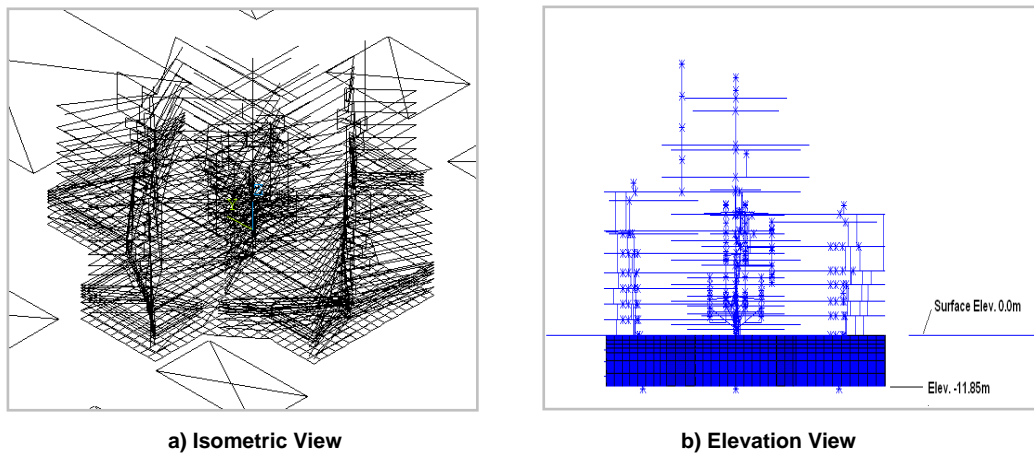 Surface Elev. 0.0m
Elev. -11.85m
a) Isometric View
b) Elevation View